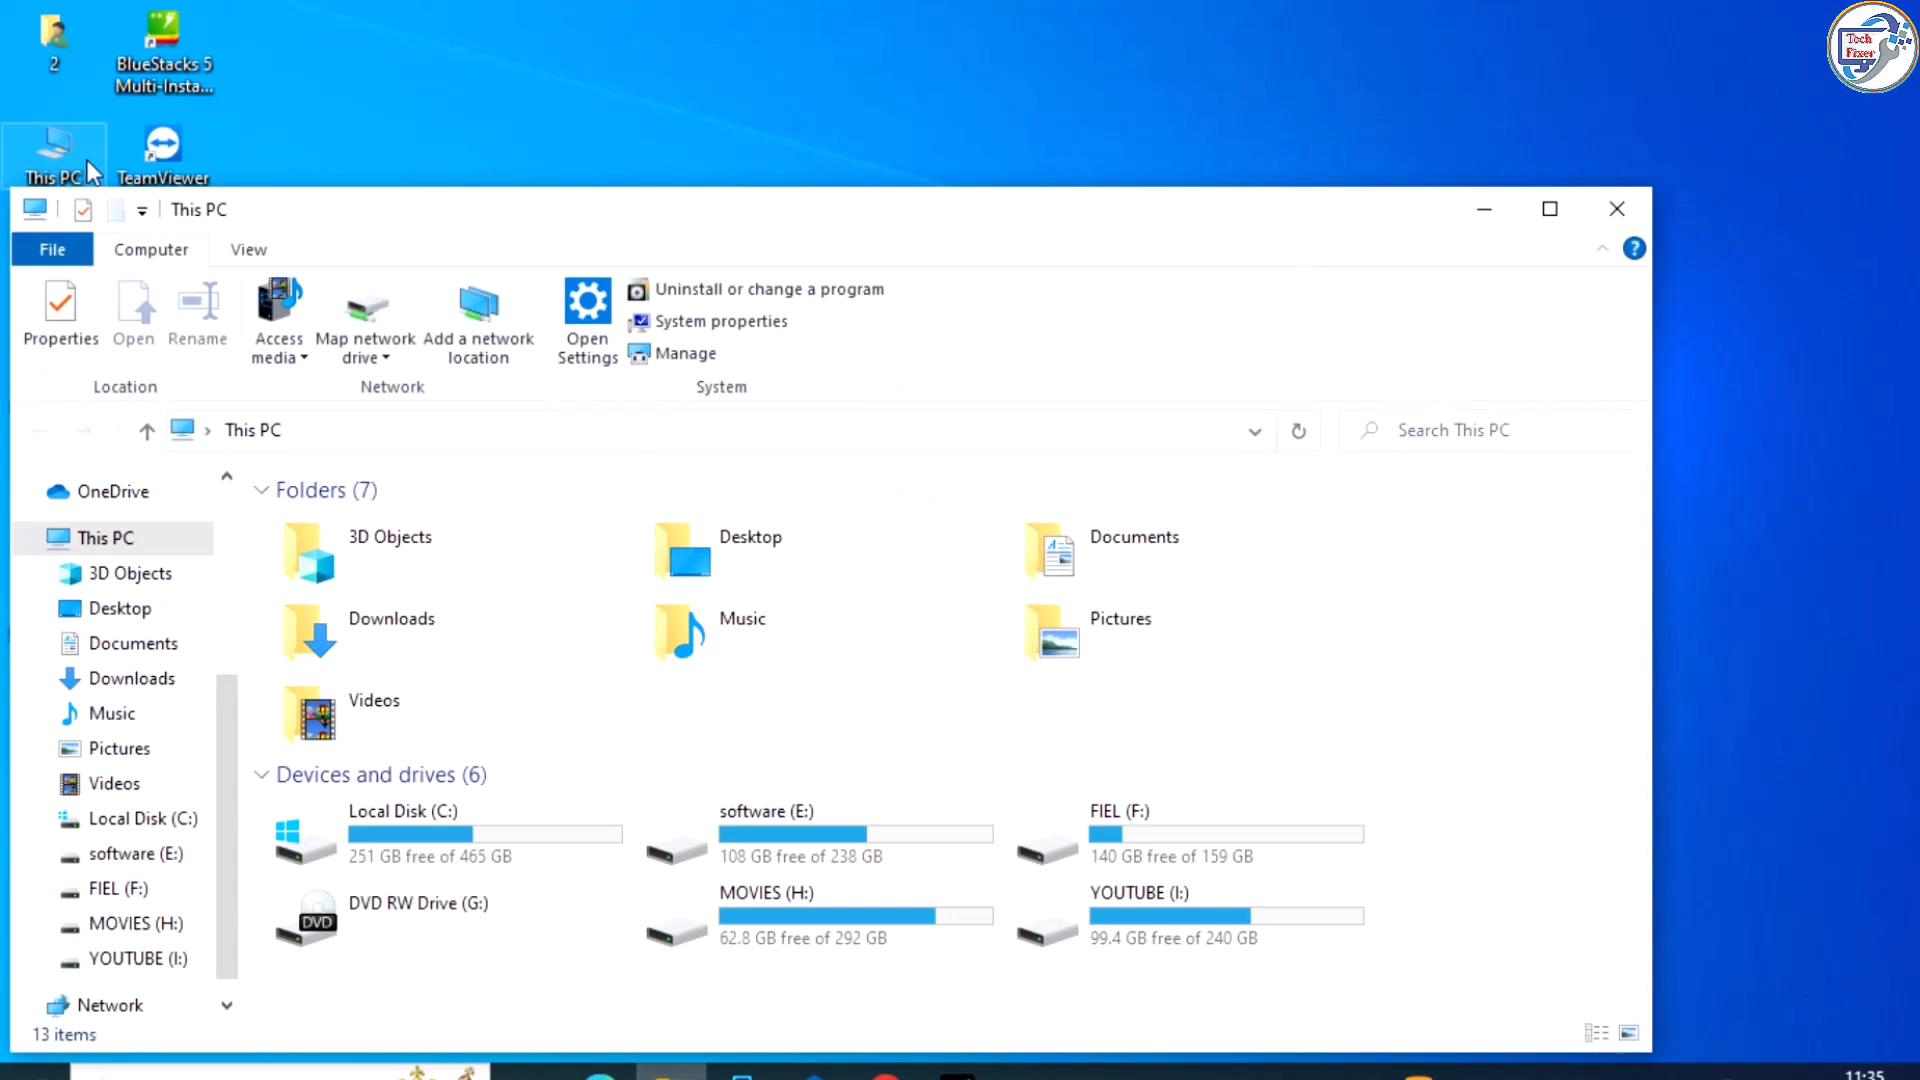 2
BlueStacks 5
Multi-Insta...
Tech
Fixer
This PC
TeamViewer
This PC
File
Computer
View
Properties
Open
Rename
Access
media
Map network
drive
Add a network
location
Open
Settings
Uninstall or change a program
System properties
Manage
Location
Network
System
This PC
Search This PC
OneDrive
This PC
3D Objects
Desktop
Documents
Downloads
Music
Pictures
Videos
Local Disk (C:)
software (E:)
FIEL (F:)
MOVIES (H:)
YOUTUBE (I:)
Network
Folders (7)
3D Objects
Desktop
Documents
Downloads
Music
Pictures
Videos
Devices and drives (6)
Local Disk (C:)
251 GB free of 465 GB
software (E:)
108 GB free of 238 GB
FIEL (F:)
140 GB free of 159 GB
DVD RW Drive (G:)
DVD
MOVIES (H:)
62.8 GB free of 292 GB
YOUTUBE (I:)
99.4 GB free of 240 GB
13 items
11:35